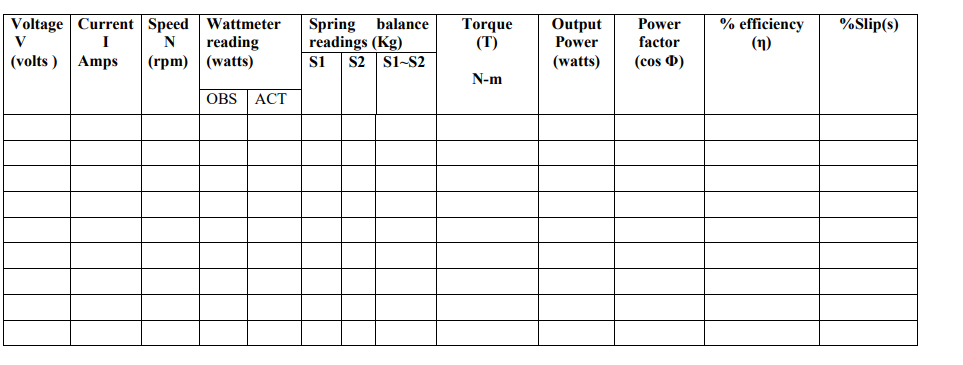 Voltage
V
(volts )
Current
I
Amps
Speed
N
(rpm)
Wattmeter
reading
(watts)
OBS
ACT
Spring balance
readings (Kg)
S1
S2
S1~S2
Torque
(T)
N-m
Output
Power
(watts)
Power
factor
(cos Φ)
% efficiency
(η)
%Slip(s)